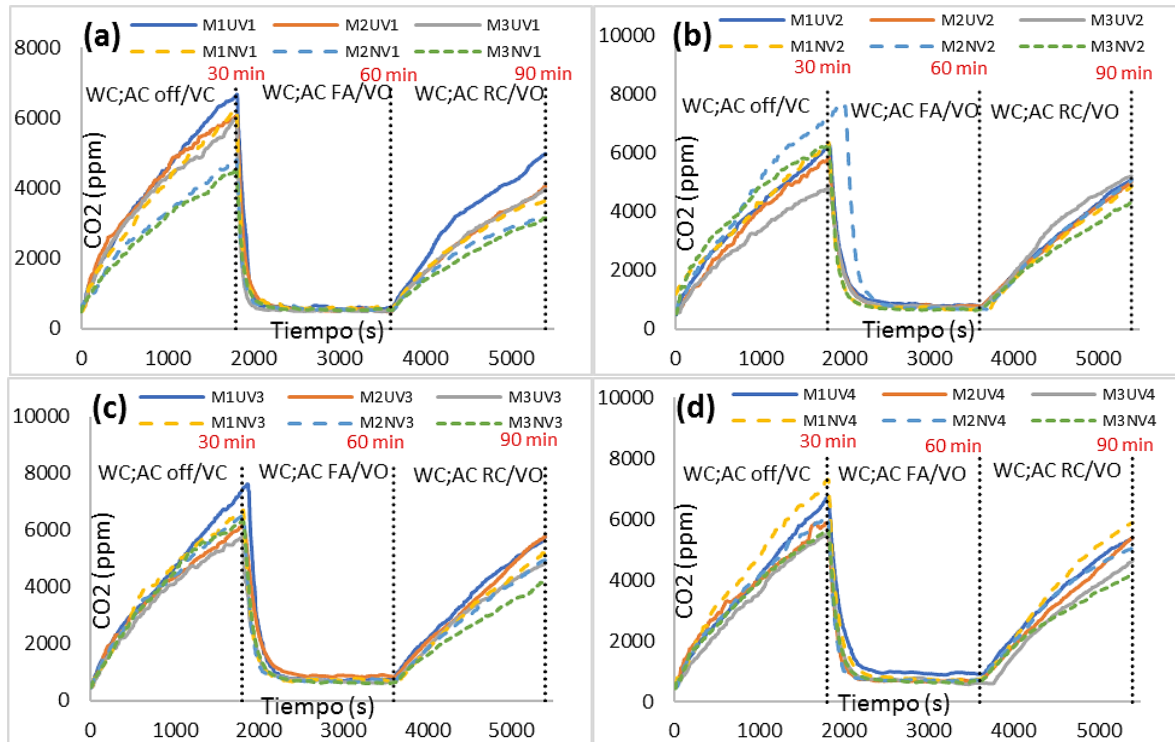 (a)
M1UV1 M2UV1 M3UV1
M1NV1 M2NV1 M3NV1
30 min 60 min 90 min
WC;AC off/VC WC;AC FA/VO WC;AC RC/VO
8000
6000
4000
2000
0
CO2 (ppm)
Tiempo (s)
0 1000 2000 3000 4000 5000
(b)
M1UV2 M2UV2 M3UV2
M1NV2 M2NV2 M3NV2
30 min 60 min 90 min
WC;AC off/VC WC;AC FA/VO WC;AC RC/VO
10000
8000
6000
4000
2000
0
CO2 (ppm)
Tiempo (s)
0 1000 2000 3000 4000 5000
(c)
M1UV3 M2UV3 M3UV3
M1NV3 M2NV3 M3NV3
30 min 60 min 90 min
WC;AC off/VC WC;AC FA/VO WC;AC RC/VO
10000
8000
6000
4000
2000
0
CO2 (ppm)
Tiempo (s)
0 1000 2000 3000 4000 5000
(d)
M1UV4 M2UV4 M3UV4
M1NV4 M2NV4 M3NV4
30 min 60 min 90 min
WC;AC off/VC WC;AC FA/VO WC;AC RC/VO
10000
8000
6000
4000
2000
0
CO2 (ppm)
Tiempo (s)
0 1000 2000 3000 4000 5000